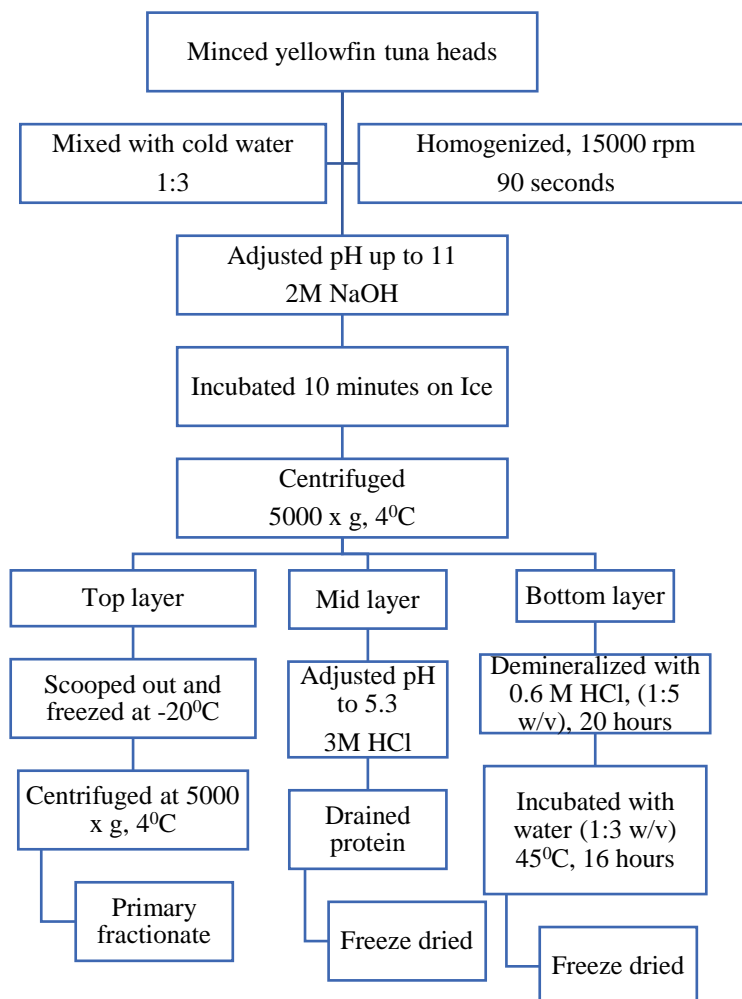 Minced yellowfin tuna heads
Mixed with cold water
1:3
Homogenized, 15000 rpm
90 seconds
Adjusted pH up to 11
2M NaOH
Incubated 10 minutes on Ice
Centrifuged
5000 x g, 4⁰C
Top layer
Scooped out and
freezed at -20⁰C
Centrifuged at 5000
x g, 4⁰C
Primary
fractionate
Mid layer
Adjusted pH
to 5.3
3M HCl
Drained
protein
Freeze dried
Bottom layer
Demineralized with
0.6 M HCl, (1:5
w/v), 20 hours
Incubated with
water (1:3 w/v)
45⁰C, 16 hours
Freeze dried